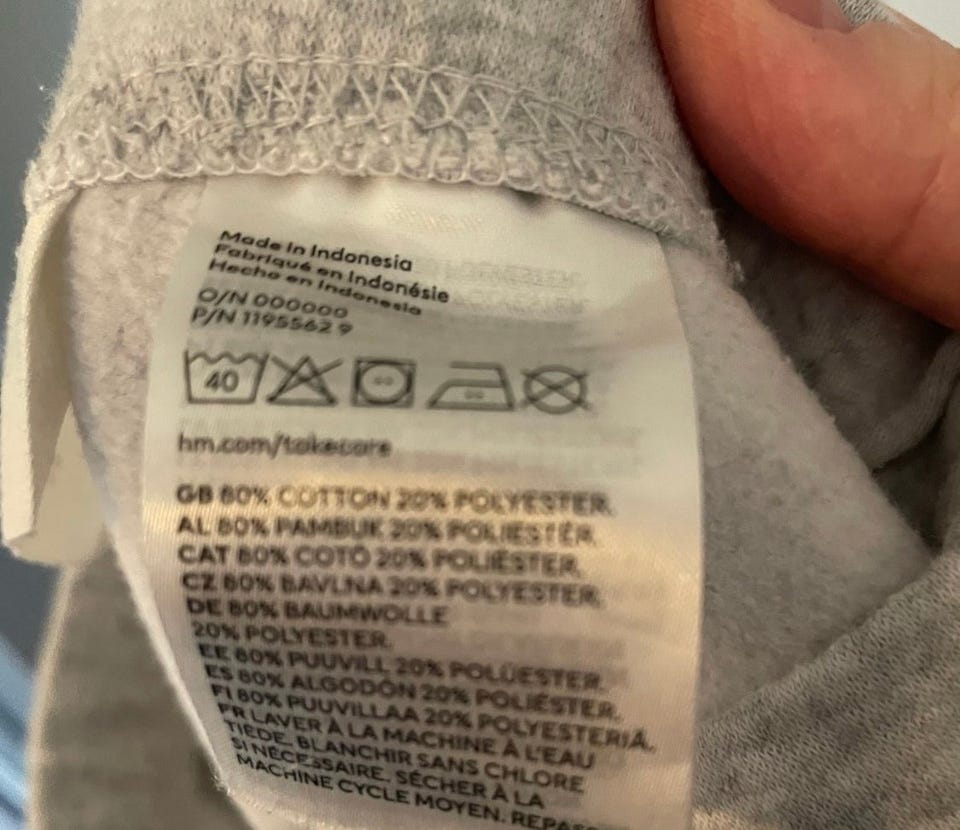 Made in Indonesia
Fabriqué en Indonésie
Hecho en Indonesia
O/N 000000
P/N 1195562 9
40
hm.com/takecare
GB 80% COTTON 20% POLYESTER.
AL 80% PAMBUK 20% POLIESTËR.
CAT 80% COTÓ 20% POLIÈSTER.
CZ 80% BAVLNA 20% POLYESTER.
DE 80% BAUMWOLLE
20% POLYESTER.
EE 80% PUUVILL 20% POLÜESTER.
ES 80% ALGODÓN 20% POLIÉSTER.
FI 80% PUUVILLAA 20% POLYESTERIÄ.
FR LAVER À LA MACHINE À L'EAU
TIÈDE. BLANCHIR SANS CHLORE
SI NÉCESSAIRE. SÉCHER À LA
MACHINE CYCLE MOYEN. REPASS